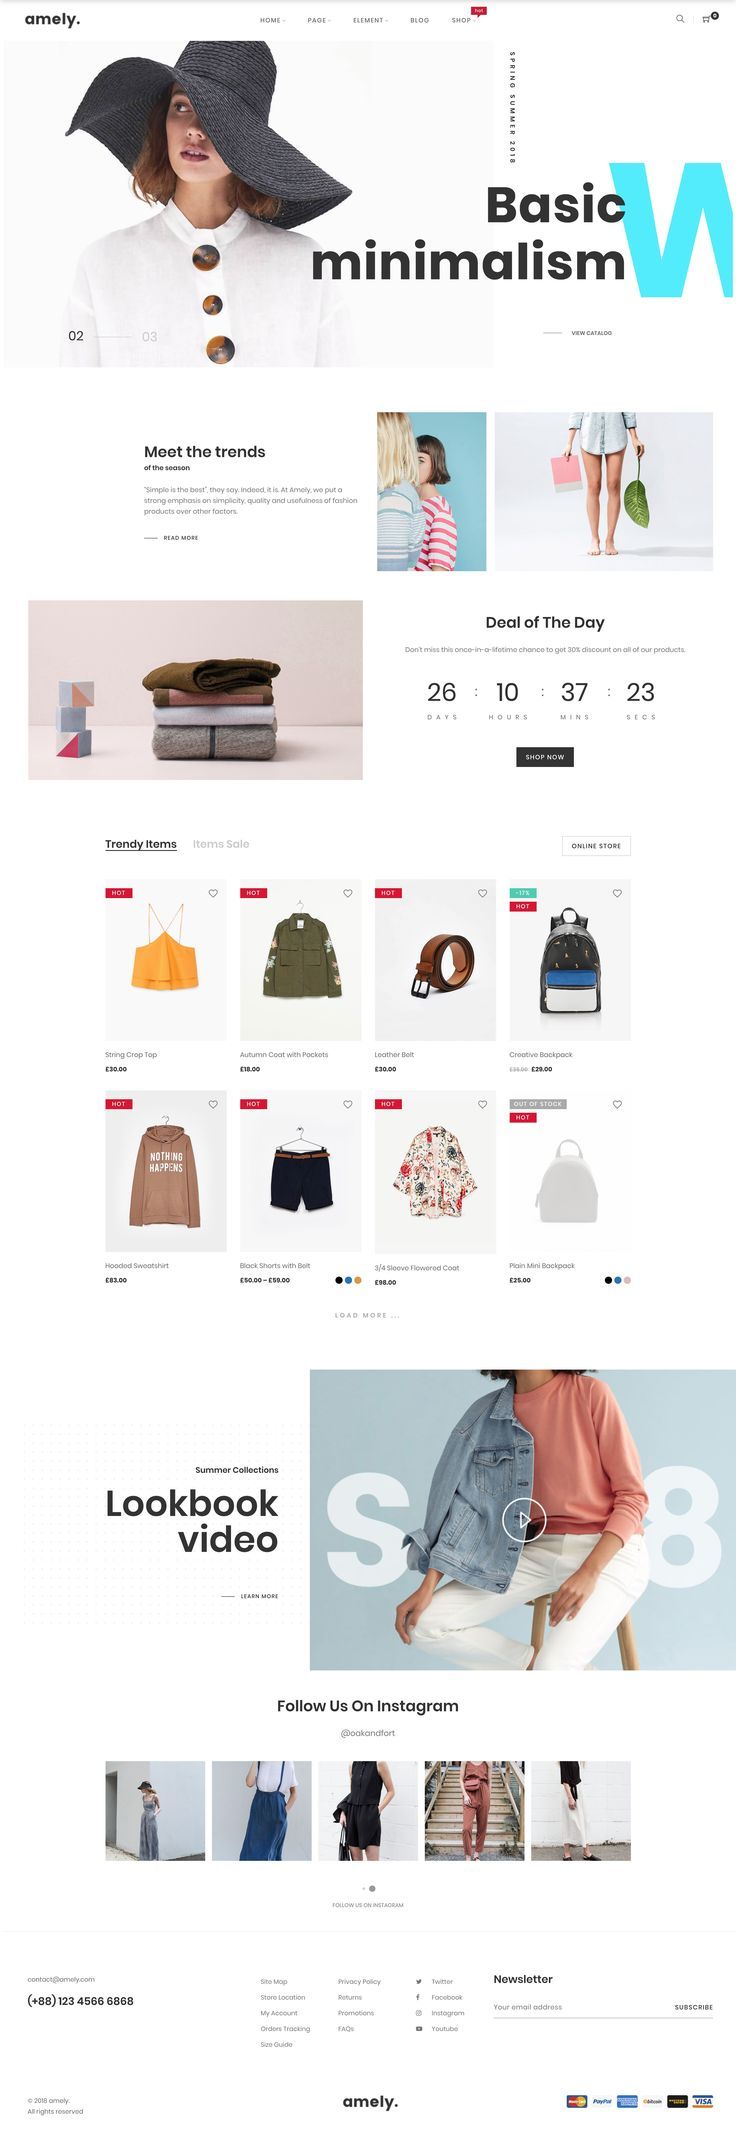 amely.
HOME
PAGE
ELEMENT
BLOG
SHOP
hot
0
SPRING SUMMER 2018
Basic
minimalism
W
02
03
VIEW CATALOG
Meet the trends
of the season
"Simple is the best", they say. Indeed, it is. At Amely, we put a
strong emphasis on simplicity, quality and usefulness of fashion
products over other factors.
READ MORE
Deal of The Day
Don't miss this once-in-a-lifetime chance to get 30% discount on all of our products.
26 : 10 : 37 : 23
DAYS HOURS MINS SECS
SHOP NOW
Trendy Items
Items Sale
ONLINE STORE
HOT
HOT
HOT
-17%
HOT
String Crop Top
£30.00
Autumn Coat with Pockets
£18.00
Leather Belt
£30.00
Creative Backpack
£35.00 £29.00
HOT
NOTHING
HAPPENS
HOT
HOT
OUT OF STOCK
HOT
Hooded Sweatshirt
£83.00
Black Shorts with Belt
£50.00 – £59.00
3/4 Sleeve Flowered Coat
£98.00
Plain Mini Backpack
£25.00
LOAD MORE ...
Summer Collections
Lookbook
video
LEARN MORE
S 8
Follow Us On Instagram
@oakandfort
FOLLOW US ON INSTAGRAM
contact@amely.com
(+88) 123 4566 6868
Site Map
Store Location
My Account
Orders Tracking
Size Guide
Privacy Policy
Returns
Promotions
FAQs
Twitter
Facebook
Instagram
Youtube
Newsletter
Your email address
SUBSCRIBE
© 2018 amely.
All rights reserved
amely.
MasterCard
PayPal
bitcoin
VISA